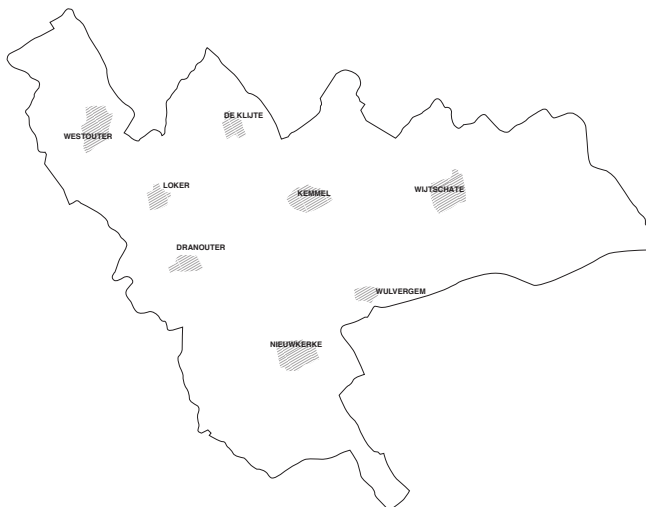 DE KLIJTE
WESTOUTER
LOKER
KEMMEL
WIJTSCHATE
DRANOUTER
WULVERGEM
NIEUWKERKE